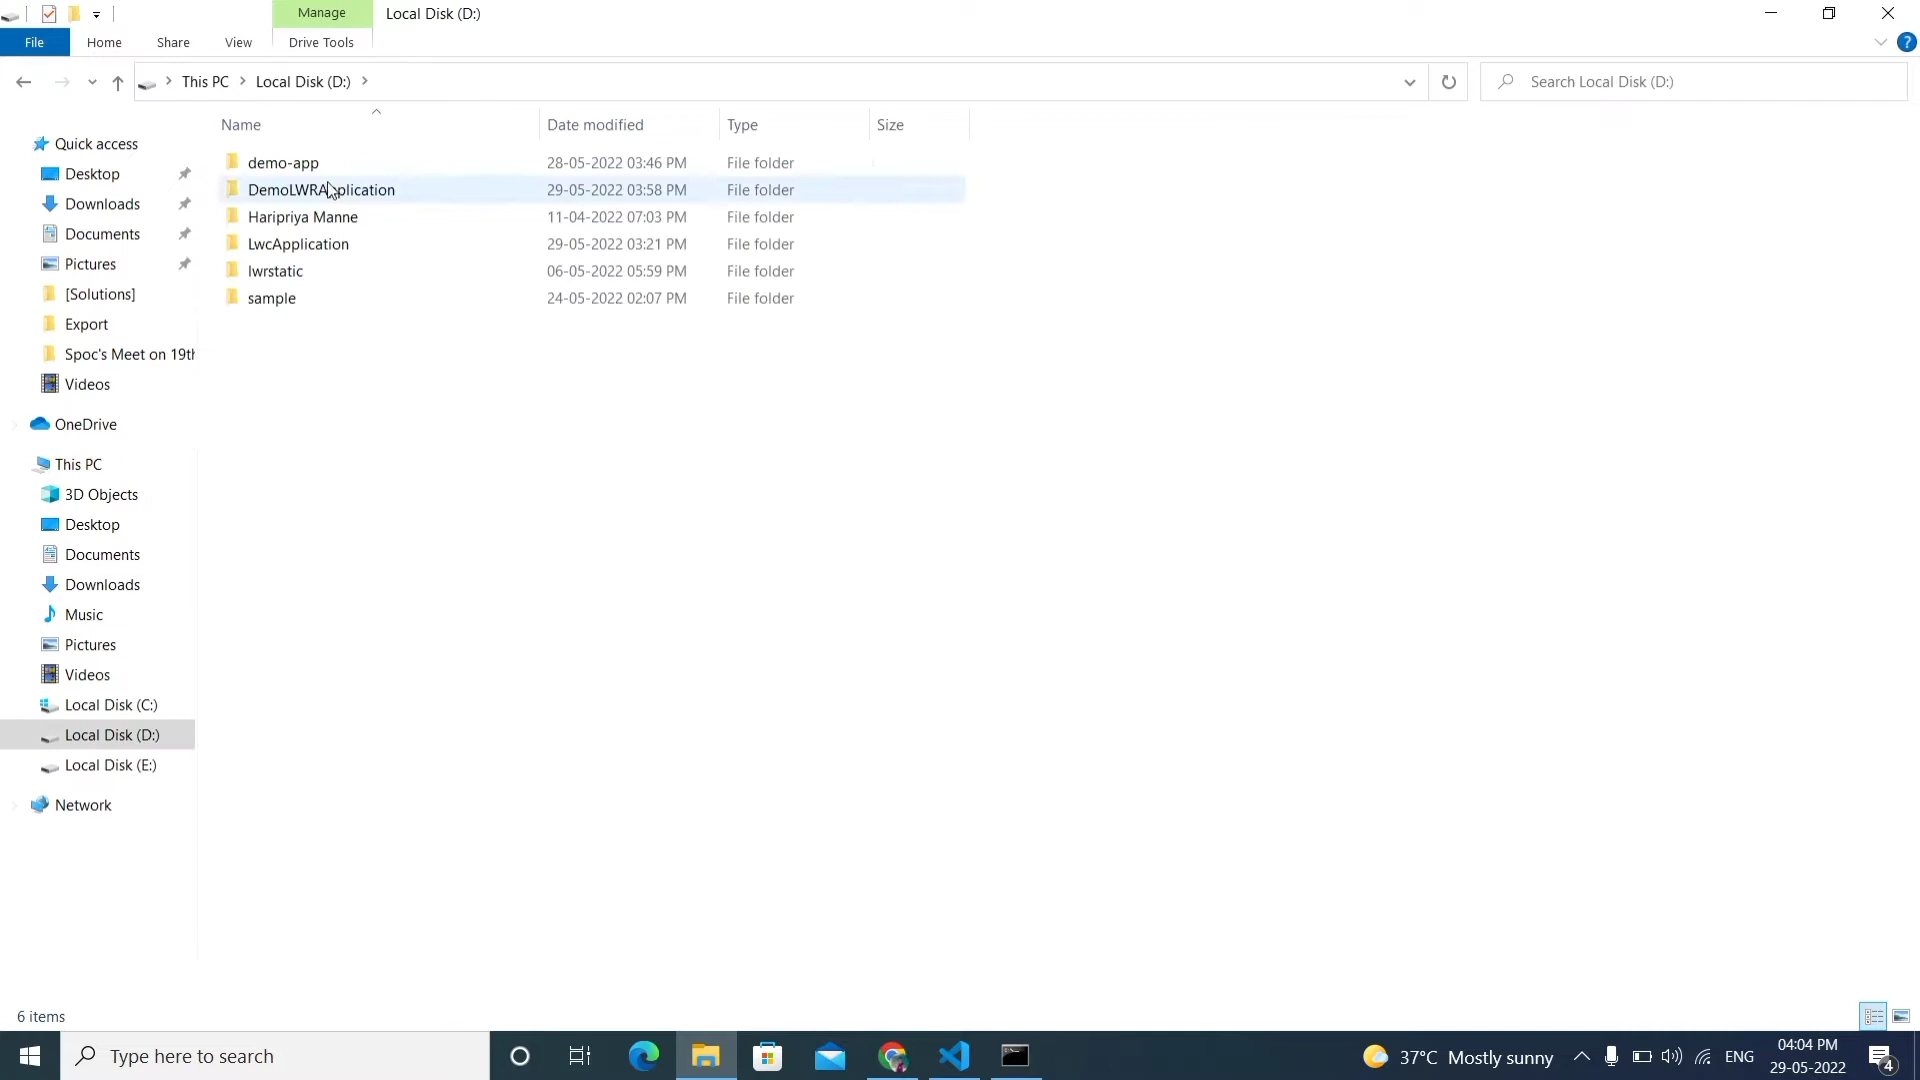 Manage
Local Disk (D:)
File
Home
Share
View
Drive Tools
?
This PC
Local Disk (D:)
Search Local Disk (D:)
Name
Date modified
Type
Size
demo-app
28-05-2022 03:46 PM
File folder
DemoLWRApplication
29-05-2022 03:58 PM
File folder
Haripriya Manne
11-04-2022 07:03 PM
File folder
LwcApplication
29-05-2022 03:21 PM
File folder
lwrstatic
06-05-2022 05:59 PM
File folder
sample
24-05-2022 02:07 PM
File folder
Quick access
Desktop
Downloads
Documents
Pictures
[Solutions]
Export
Spoc's Meet on 19th
Videos
OneDrive
This PC
3D Objects
Desktop
Documents
Downloads
Music
Pictures
Videos
Local Disk (C:)
Local Disk (D:)
Local Disk (E:)
Network
6 items
Type here to search
37°C Mostly sunny
ENG
04:04 PM
29-05-2022
4